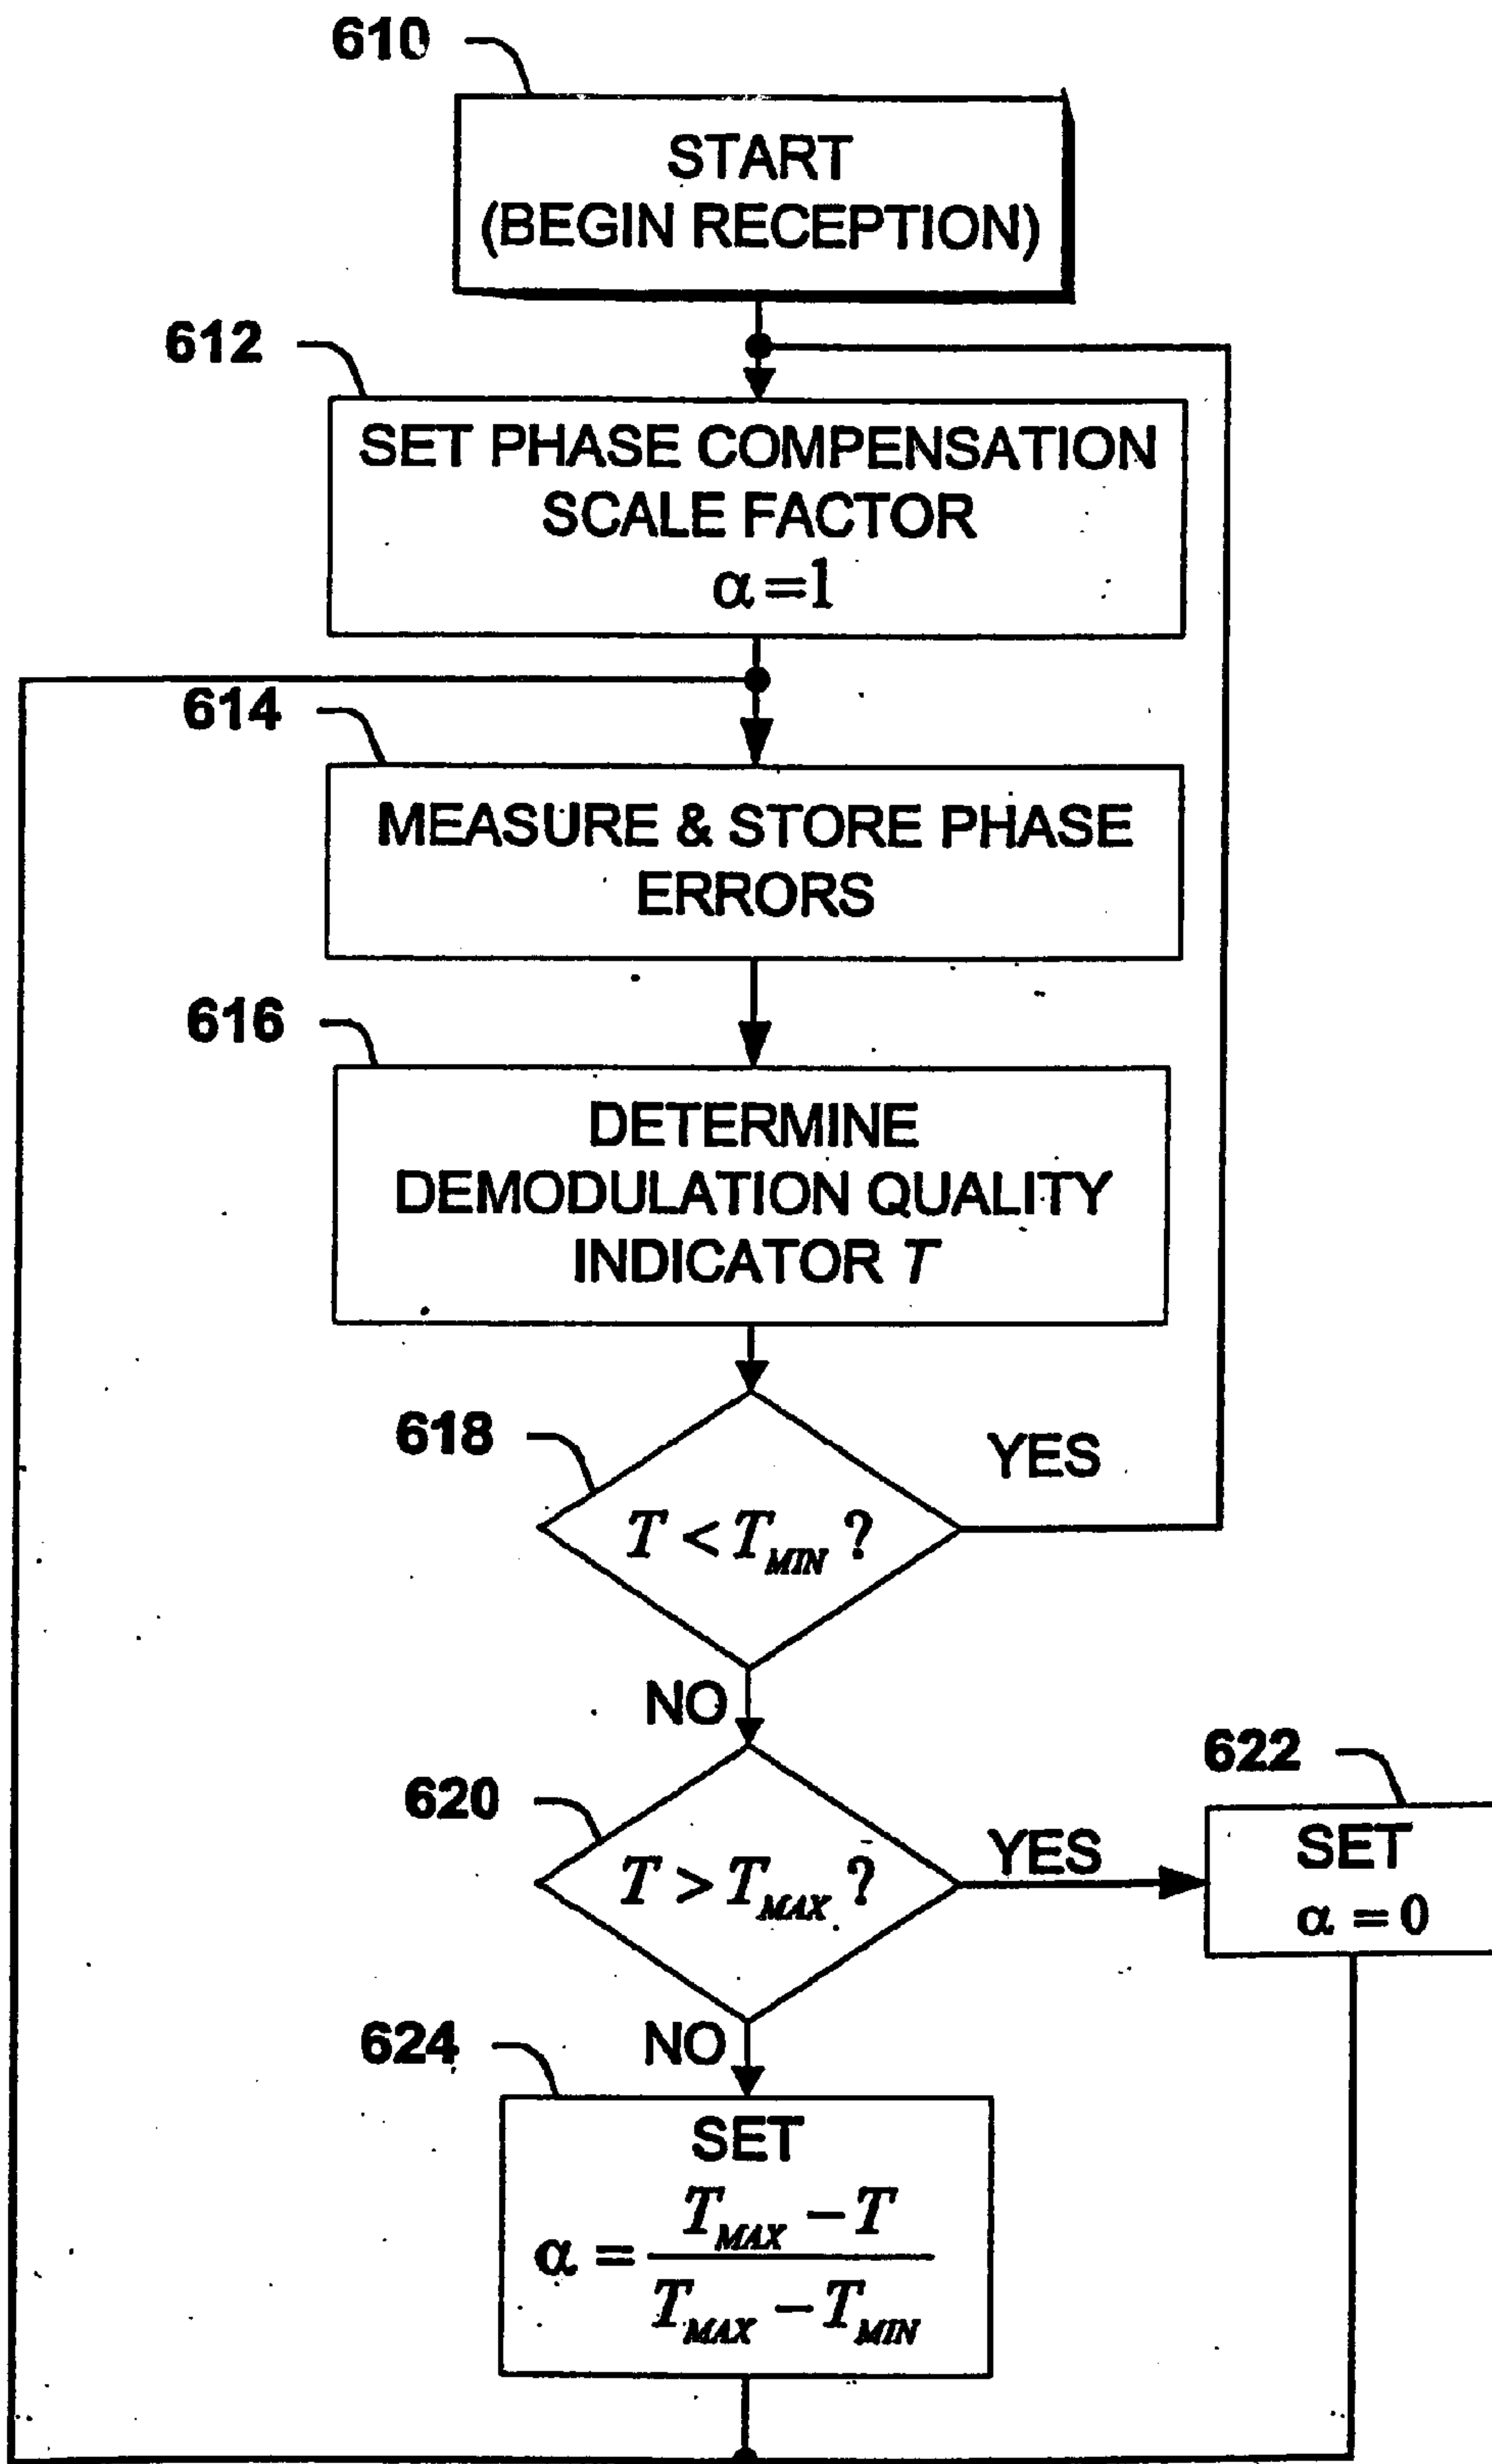 610
START
(BEGIN RECEPTION)
612
SET PHASE COMPENSATION
SCALE FACTOR
α=1
614
MEASURE & STORE PHASE
ERRORS
616
DETERMINE
DEMODULATION QUALITY
INDICATOR T
618
YES
T < T_MIN ?
NO
620
T > T_MAX ?
YES
622
SET
α = 0
NO
624
SET
α = (T_MAX − T) / (T_MAX − T_MIN)